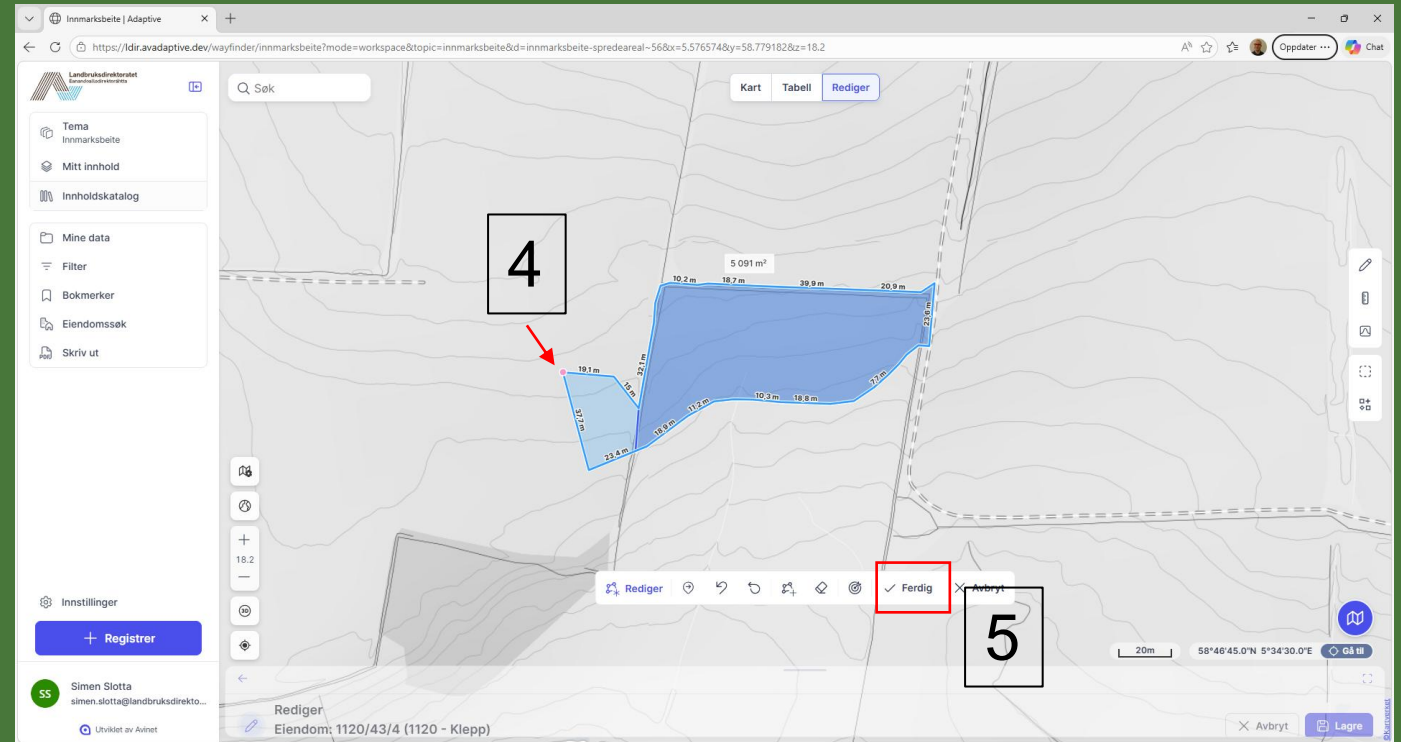 Innmarksbeite | Adaptive
https://ldir.avadaptive.dev/wayfinder/innmarksbeite?mode=workspace&topic=innmarksbeite&d=innmarksbeite-spredeareal~56&x=5.576574&y=58.779182&z=18.2
Oppdater ···
Chat
Landbruksdirektoratet
Eanandoallodirektoráhtta
Søk
Kart
Tabell
Rediger
Tema
Innmarksbeite
Mitt innhold
Innholdskatalog
Mine data
Filter
Bokmerker
Eiendomssøk
Skriv ut
4
5 091 m²
10,2 m
18,7 m
39,9 m
20,9 m
23,6 m
32,1 m
19,1 m
15 m
7,7 m
10,3 m
18,8 m
11,2 m
37,7 m
18,9 m
23,4 m
18.2
3D
Rediger
Ferdig
Avbryt
5
Innstillinger
+ Registrer
20m
58°46'45.0"N 5°34'30.0"E
Gå til
SS
Simen Slotta
simen.slotta@landbruksdirekto...
Utviklet av Avinet
Rediger
Eiendom: 1120/43/4 (1120 - Klepp)
Avbryt
Lagre
©Kartverket